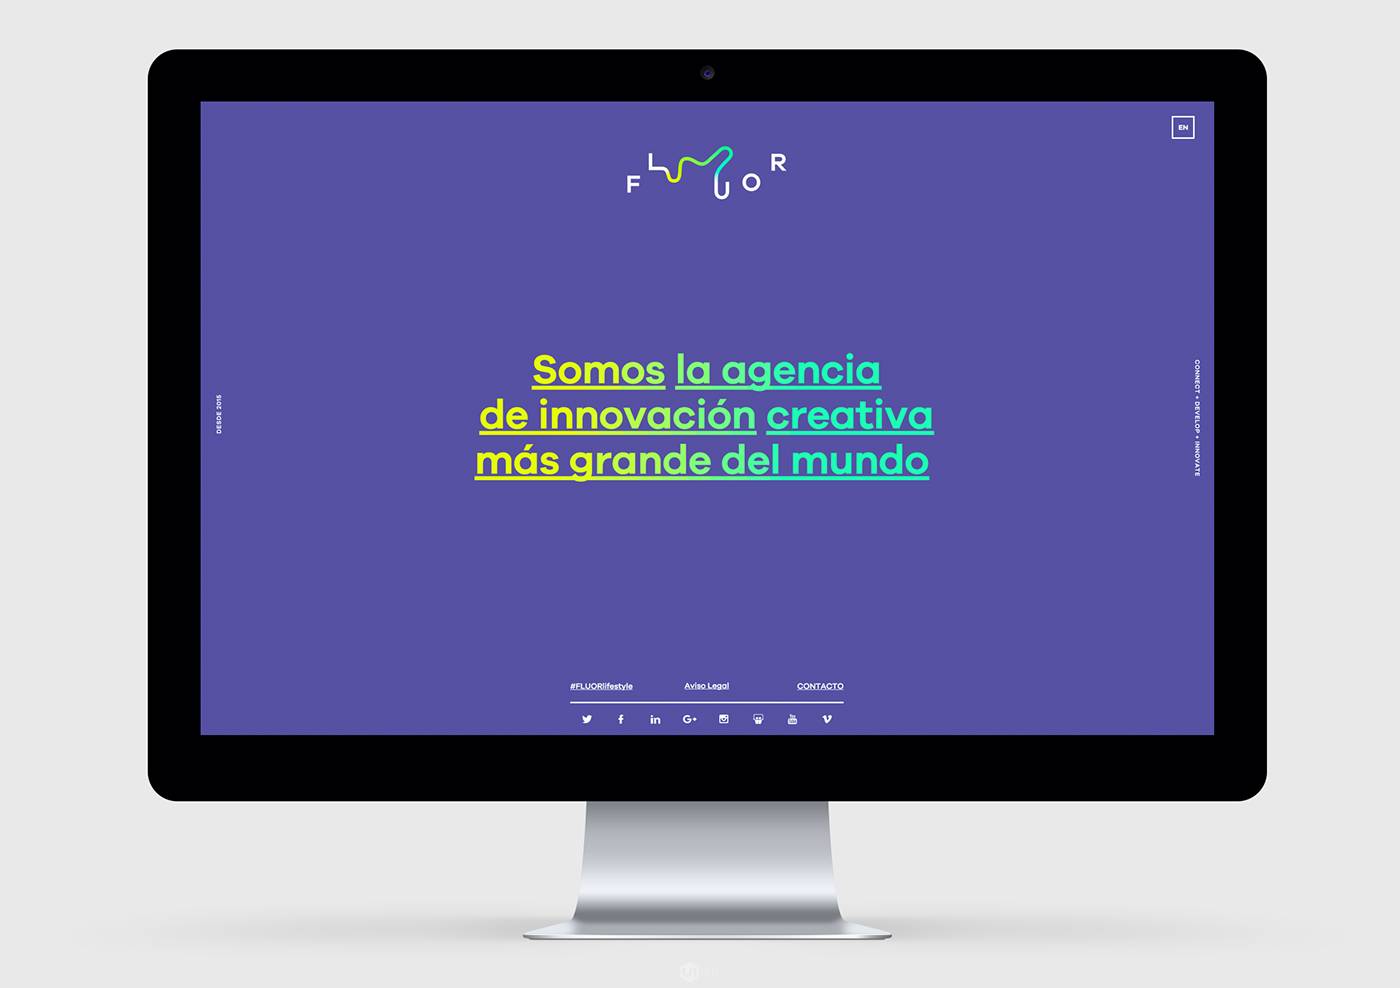 EN
FLUOR
DESDE 2015
Somos la agencia
de innovación creativa
más grande del mundo
CONNECT + DEVELOP + INNOVATE
#FLUORlifestyle
Aviso Legal
CONTACTO